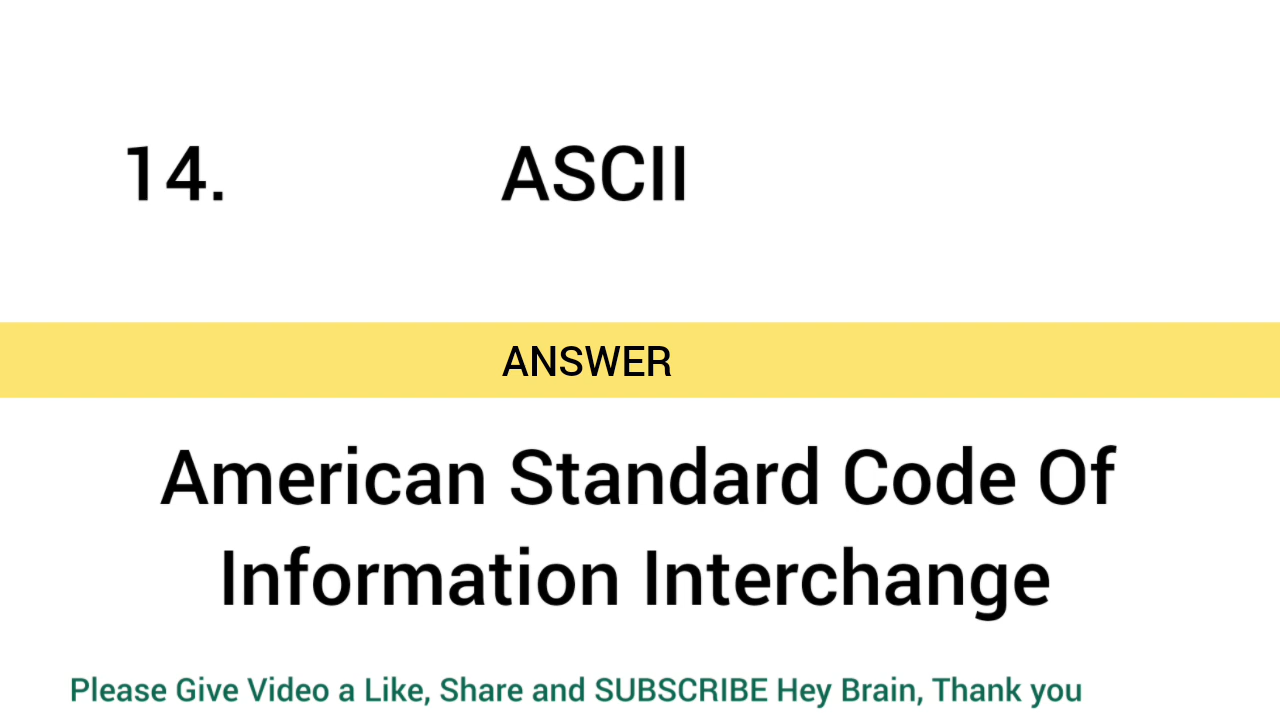 14. ASCII
ANSWER
American Standard Code Of
Information Interchange
Please Give Video a Like, Share and SUBSCRIBE Hey Brain, Thank you